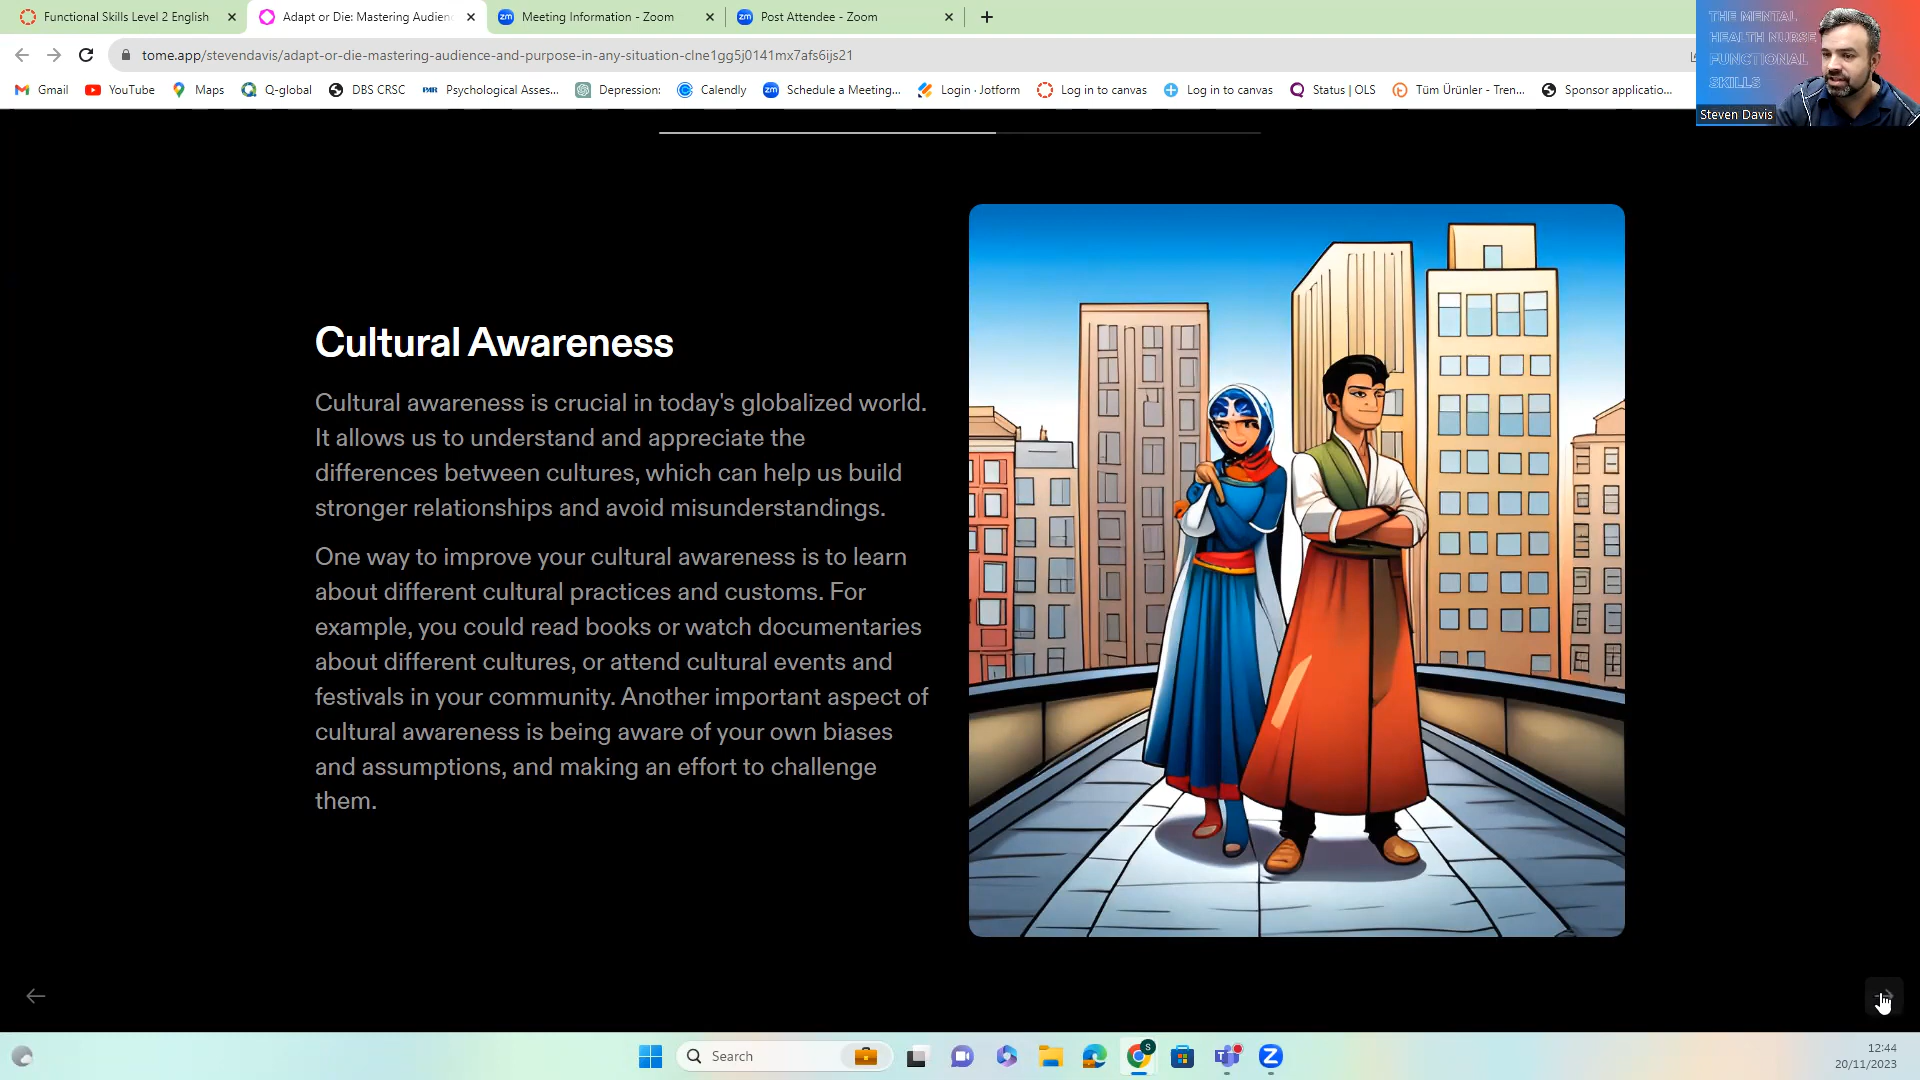 Functional Skills Level 2 English
Adapt or Die: Mastering Audien
Meeting Information - Zoom
Post Attendee - Zoom
tome.app/stevendavis/adapt-or-die-mastering-audience-and-purpose-in-any-situation-clne1gg5j0141mx7afs6ijs21
Gmail
YouTube
Maps
Q-global
DBS CRSC
Psychological Asses...
Depression:
Calendly
Schedule a Meeting...
Login · Jotform
Log in to canvas
Log in to canvas
Status | OLS
Tüm Ürünler - Tren...
Sponsor applicatio...
THE MENTAL
HEALTH NURSE
FUNCTIONAL
SKILLS
Steven Davis
Cultural Awareness
Cultural awareness is crucial in today's globalized world.
It allows us to understand and appreciate the
differences between cultures, which can help us build
stronger relationships and avoid misunderstandings.
One way to improve your cultural awareness is to learn
about different cultural practices and customs. For
example, you could read books or watch documentaries
about different cultures, or attend cultural events and
festivals in your community. Another important aspect of
cultural awareness is being aware of your own biases
and assumptions, and making an effort to challenge
them.
Search
12:44
20/11/2023